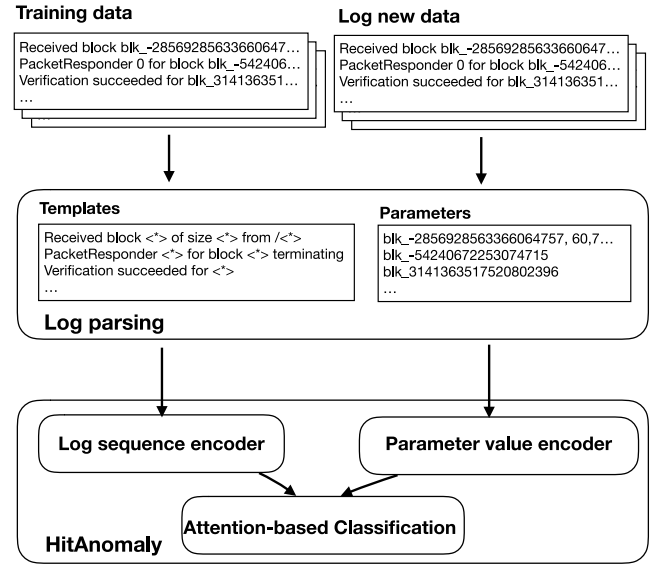 Training data
Received block blk_-28569285633660647...
PacketResponder 0 for block blk_-542406...
Verification succeeded for blk_314136351...
...
...
Log new data
Received block blk_-28569285633660647...
PacketResponder 0 for block blk_-542406...
Verification succeeded for blk_314136351...
...
Templates
Received block <*> of size <*> from /<*>
PacketResponder <*> for block <*> terminating
Verification succeeded for <*>
...
Parameters
blk_-2856928563366064757, 60,7...
blk_-54240672253074715
blk_3141363517520802396
...
Log parsing
Log sequence encoder
Parameter value encoder
Attention-based Classification
HitAnomaly